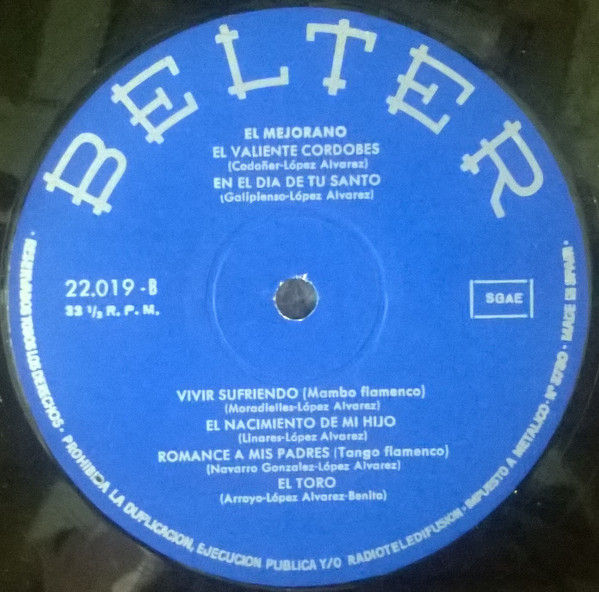 BELTER
EL MEJORANO
EL VALIENTE CORDOBES
(Codoñer-López Alvarez)
EN EL DIA DE TU SANTO
(Galiplenso-López Alvarez)
22.019 - B
33 ⅓ R. P. M.
SGAE
VIVIR SUFRIENDO (Mambo flamenco)
(Moradielles-López Alvarez)
EL NACIMIENTO DE MI HIJO
(Linares-López Alvarez)
ROMANCE A MIS PADRES (Tango flamenco)
(Navarro Gonzalez-López Alvarez)
EL TORO
(Arroyo-López Alvarez-Benito)
RESERVADOS TODOS LOS DERECHOS · PROHIBIDA LA DUPLICACION, EJECUCION PUBLICA Y/O RADIOTELEDIFUSION · IMPUESTO A METALICO · Nº 5790 · MADE IN SPAIN ·